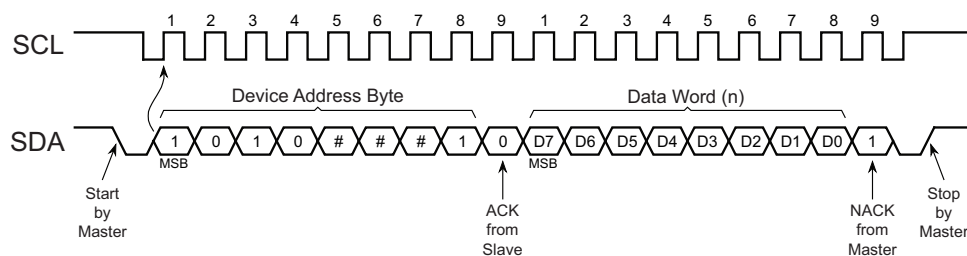 1 2 3 4 5 6 7 8 9 1 2 3 4 5 6 7 8 9
SCL
Device Address Byte Data Word (n)
SDA 1 0 1 0 # # # 1 0 D7 D6 D5 D4 D3 D2 D1 D0 1
MSB MSB
Start
by
Master
ACK
from
Slave
NACK
from
Master
Stop
by
Master